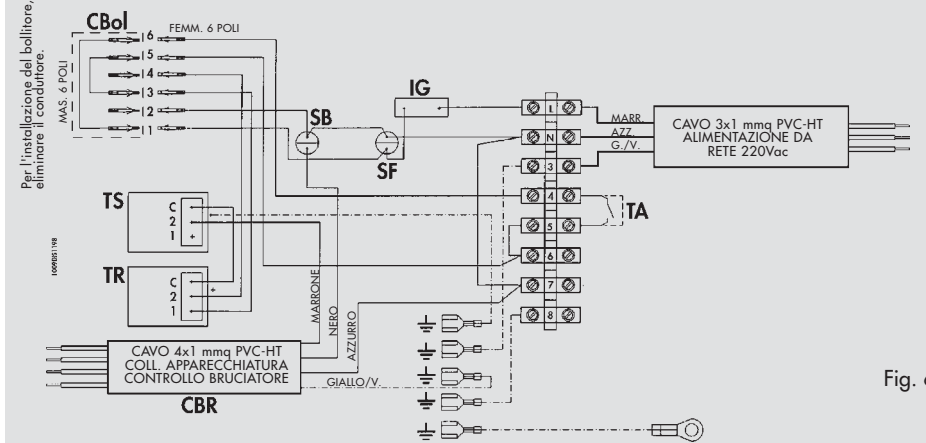 Per l'installazione del bollitore,
eliminare il conduttore.
CBol
MAS. 6 POLI
FEMM. 6 POLI
6
5
4
3
2
1
SB
SF
IG
L
N
3
4
5
6
7
8
MARR.
AZZ.
G./V.
CAVO 3x1 mmq PVC-HT
ALIMENTAZIONE DA
RETE 220Vac
TA
TS
C
2
1
+
TR
C
2
1
+
MARRONE
NERO
AZZURRO
GIALLO/V.
CAVO 4x1 mmq PVC-HT
COLL. APPARECCHIATURA
CONTROLLO BRUCIATORE
CBR
Fig.